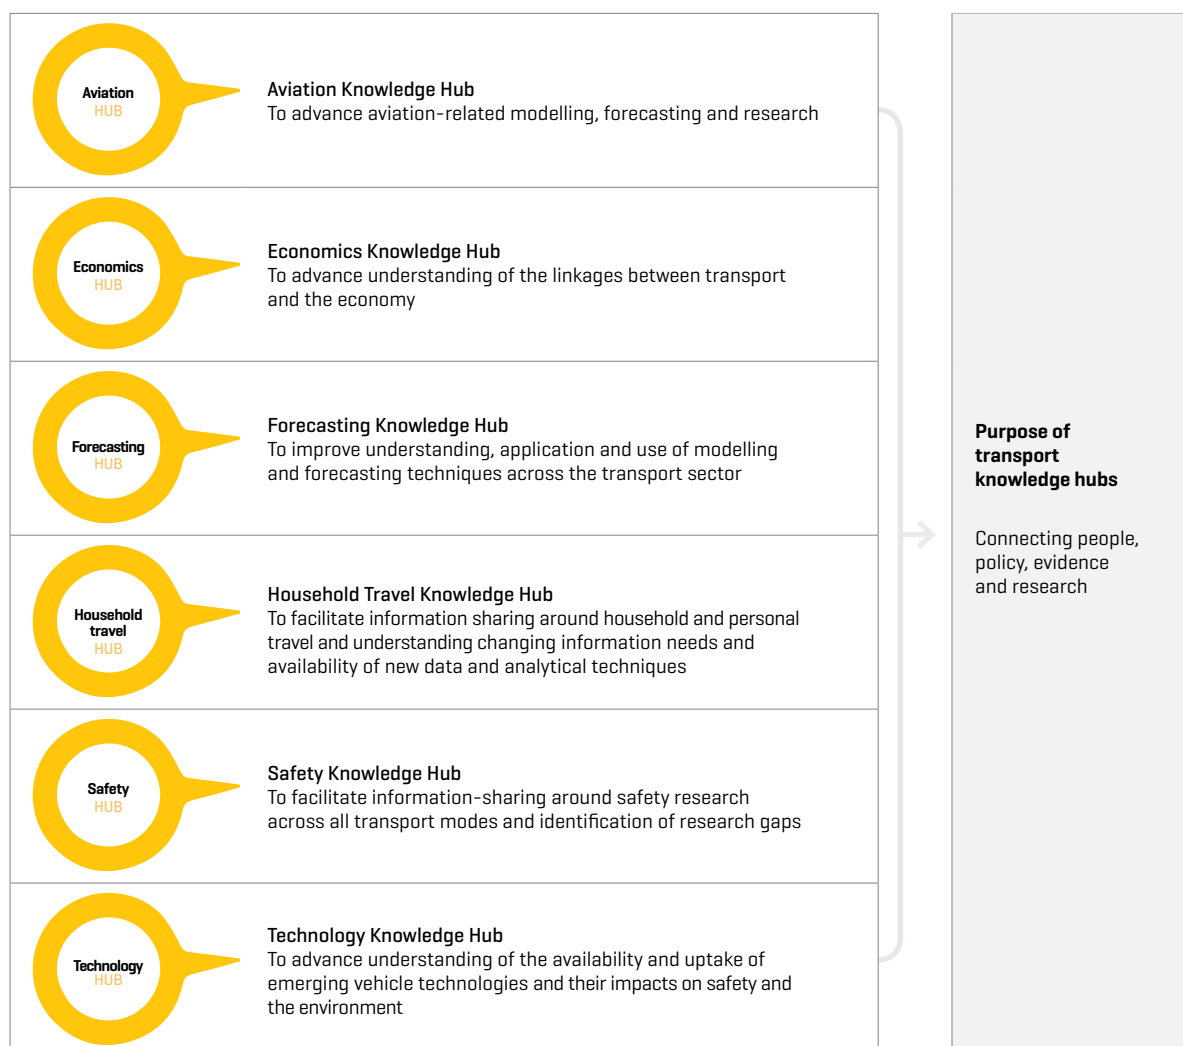 Aviation
HUB
Aviation Knowledge Hub
To advance aviation-related modelling, forecasting and research
Economics
HUB
Economics Knowledge Hub
To advance understanding of the linkages between transport
and the economy
Forecasting
HUB
Forecasting Knowledge Hub
To improve understanding, application and use of modelling
and forecasting techniques across the transport sector
Household
travel
HUB
Household Travel Knowledge Hub
To facilitate information sharing around household and personal
travel and understanding changing information needs and
availability of new data and analytical techniques
Safety
HUB
Safety Knowledge Hub
To facilitate information-sharing around safety research
across all transport modes and identification of research gaps
Technology
HUB
Technology Knowledge Hub
To advance understanding of the availability and uptake of
emerging vehicle technologies and their impacts on safety and
the environment
Purpose of
transport
knowledge hubs
Connecting people,
policy, evidence
and research